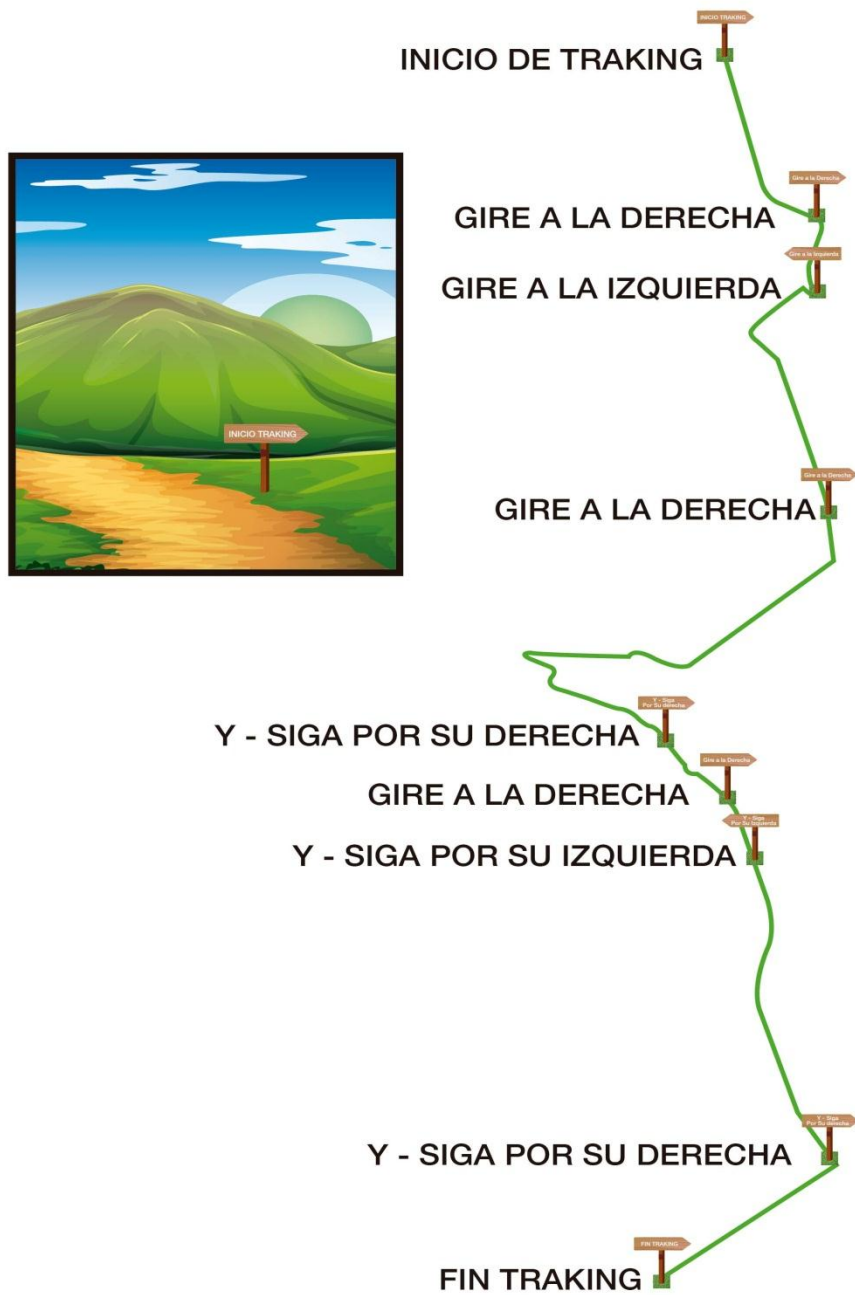 INICIO TRAKING
INICIO DE TRAKING
Gire a la Derecha
GIRE A LA DERECHA
Gire a la Izquierda
GIRE A LA IZQUIERDA
INICIO TRAKING
Gire a la Derecha
GIRE A LA DERECHA
Y - Siga
Por Su derecha
Y - SIGA POR SU DERECHA
Gire a la Derecha
GIRE A LA DERECHA
Y - Siga
Por Su Izquierda
Y - SIGA POR SU IZQUIERDA
Y - Siga
Por Su derecha
Y - SIGA POR SU DERECHA
FIN TRAKING
FIN TRAKING